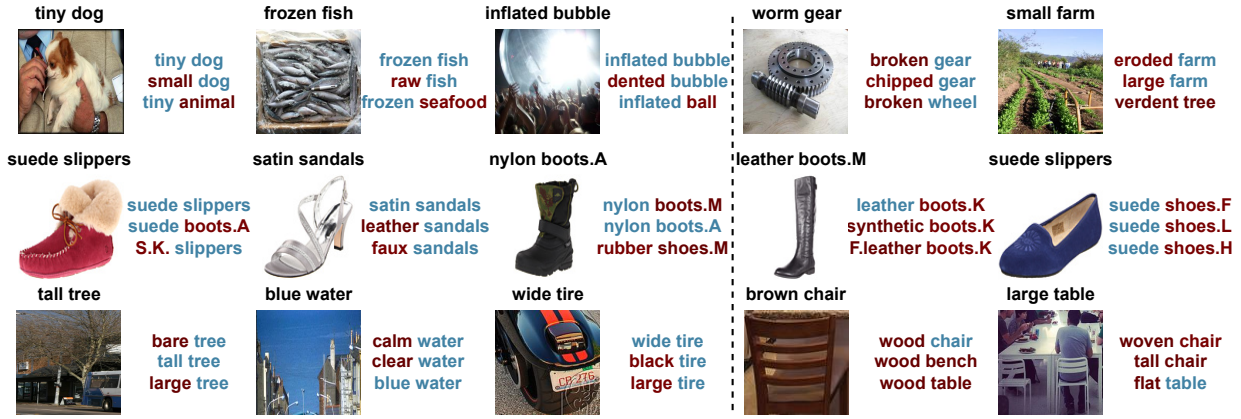 tiny dog
tiny dog
small dog
tiny animal
frozen fish
frozen fish
raw fish
frozen seafood
inflated bubble
inflated bubble
dented bubble
inflated ball
worm gear
broken gear
chipped gear
broken wheel
small farm
eroded farm
large farm
verdent tree
suede slippers
suede slippers
suede boots.A
S.K. slippers
satin sandals
satin sandals
leather sandals
faux sandals
nylon boots.A
nylon boots.M
nylon boots.A
rubber shoes.M
leather boots.M
leather boots.K
synthetic boots.K
F.leather boots.K
suede slippers
suede shoes.F
suede shoes.L
suede shoes.H
tall tree
bare tree
tall tree
large tree
blue water
calm water
clear water
blue water
wide tire
CP-276
wide tire
black tire
large tire
brown chair
wood chair
wood bench
wood table
large table
woven chair
tall chair
flat table